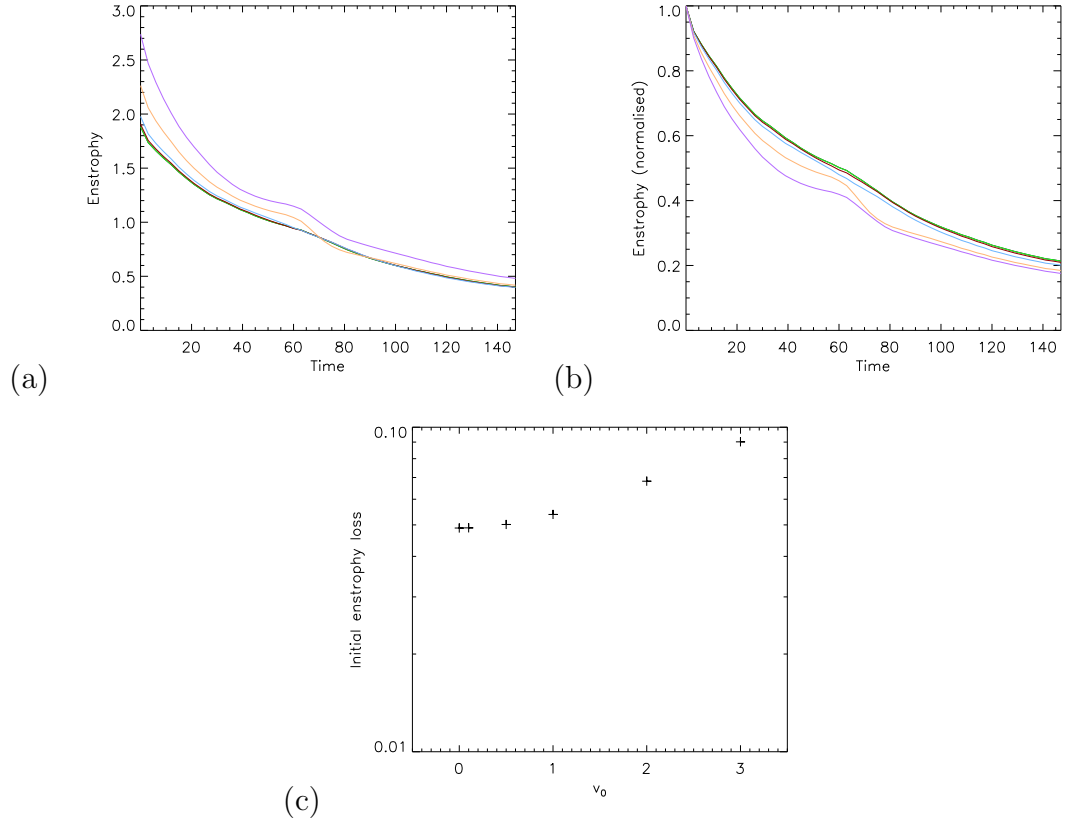 3.0
2.5
2.0
1.5
1.0
0.5
0.0
Enstrophy
20 40 60 80 100 120 140
Time
(a)
1.0
0.8
0.6
0.4
0.2
0.0
Enstrophy (normalised)
20 40 60 80 100 120 140
Time
(b)
0.10
0.01
Initial enstrophy loss
0 1 2 3
v₀
(c)